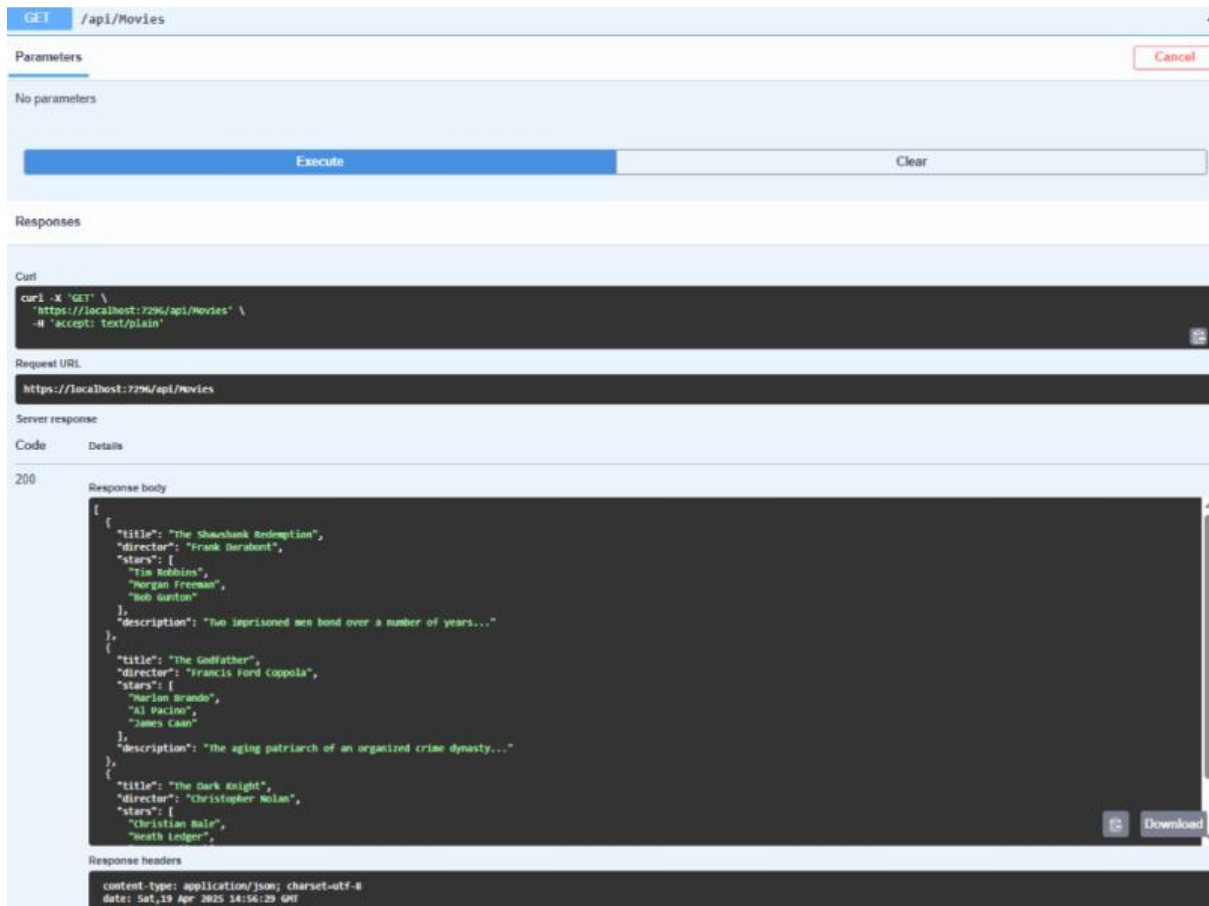 GET /api/Movies
Parameters
Cancel
No parameters
Execute
Clear
Responses
Curl
curl -X 'GET' \
'https://localhost:7296/api/Movies' \
-H 'accept: text/plain'
Request URL
https://localhost:7296/api/Movies
Server response
Code Details
200
Response body
[
{
"title": "The Shawshank Redemption",
"director": "Frank Darabont",
"stars": [
"Tim Robbins",
"Morgan Freeman",
"Bob Gunton"
],
"description": "Two imprisoned men bond over a number of years..."
},
{
"title": "The Godfather",
"director": "Francis Ford Coppola",
"stars": [
"Marlon Brando",
"Al Pacino",
"James Caan"
],
"description": "The aging patriarch of an organized crime dynasty..."
},
{
"title": "The Dark Knight",
"director": "Christopher Nolan",
"stars": [
"Christian Bale",
"Heath Ledger",
Download
Response headers
content-type: application/json; charset=utf-8
date: Sat,19 Apr 2025 14:56:29 GMT